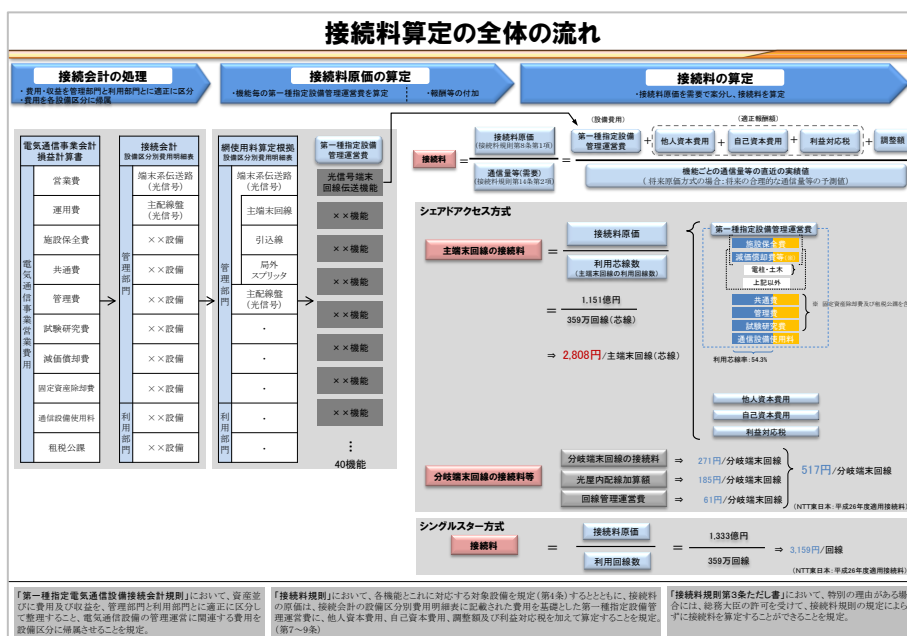 接続料算定の全体の流れ
接続会計の処理
・費用・収益を管理部門と利用部門とに適正に区分
・費用を各設備区分に帰属
接続料原価の算定
・機能毎の第一種指定設備管理運営費を算定
・報酬等の付加
接続料の算定
・接続料原価を需要で案分し、接続料を算定
電気通信事業会計
損益計算書
電気通信事業営業費用
営業費
運用費
施設保全費
共通費
管理費
試験研究費
減価償却費
固定資産除却費
通信設備使用料
租税公課
接続会計
設備区分別費用明細表
管理部門
利用部門
端末系伝送路
(光信号)
主配線盤
(光信号)
××設備
××設備
××設備
××設備
××設備
××設備
××設備
××設備
網使用料算定根拠
設備区分別費用明細表
管理部門
利用部門
端末系伝送路
(光信号)
主端末回線
引込線
局外
スプリッタ
主配線盤
(光信号)
・
・
・
・
・
第一種指定設備
管理運営費
光信号端末
回線伝送機能
××機能
××機能
××機能
××機能
××機能
××機能
××機能
××機能
⋮
40機能
接続料
=
接続料原価
(接続料規則第8条第1項)
通信量等(需要)
(接続料規則第14条第2項)
=
(設備費用)
(適正報酬額)
第一種指定設備
管理運営費
+
他人資本費用
+
自己資本費用
+
利益対応税
+
調整額
機能ごとの通信量等の直近の実績値
(将来原価方式の場合:将来の合理的な通信量等の予測値)
シェアドアクセス方式
主端末回線の接続料
=
接続料原価
利用芯線数
(主端末回線の利用回線数)
=
1,151億円
359万回線(芯線)
⇒ 2,808円/主端末回線(芯線)
第一種指定設備管理運営費
施設保全費
減価償却費等(※)
電柱・土木
上記以外
共通費
管理費
試験研究費
通信設備使用料
※ 固定資産除却費及び租税公課を含
利用芯線率:54.3%
他人資本費用
自己資本費用
利益対応税
分岐端末回線の接続料等
分岐端末回線の接続料 ⇒ 271円/分岐端末回線
光屋内配線加算額 ⇒ 185円/分岐端末回線
回線管理運営費 ⇒ 61円/分岐端末回線
517円/分岐端末回線
(NTT東日本:平成26年度適用接続料)
シングルスター方式
接続料
=
接続料原価
利用回線数
=
1,333億円
359万回線
⇒ 3,159円/回線
(NTT東日本:平成26年度適用接続料)
「第一種指定電気通信設備接続会計規則」において、資産並
びに費用及び収益を、管理部門と利用部門とに適正に区分し
て整理すること、電気通信設備の管理運営に関連する費用を
設備区分に帰属させることを規定。
「接続料規則」において、各機能とこれに対応する対象設備を規定(第4条)するとともに、接続料
の原価は、接続会計の設備区分別費用明細表に記載された費用を基礎とした第一種指定設備管
理運営費に、他人資本費用、自己資本費用、調整額及び利益対応税を加えて算定することを規定。
(第7~9条)
「接続料規則第3条ただし書」において、特別の理由がある場
合には、総務大臣の許可を受けて、接続料規則の規定によら
ずに接続料を算定することができることを規定。